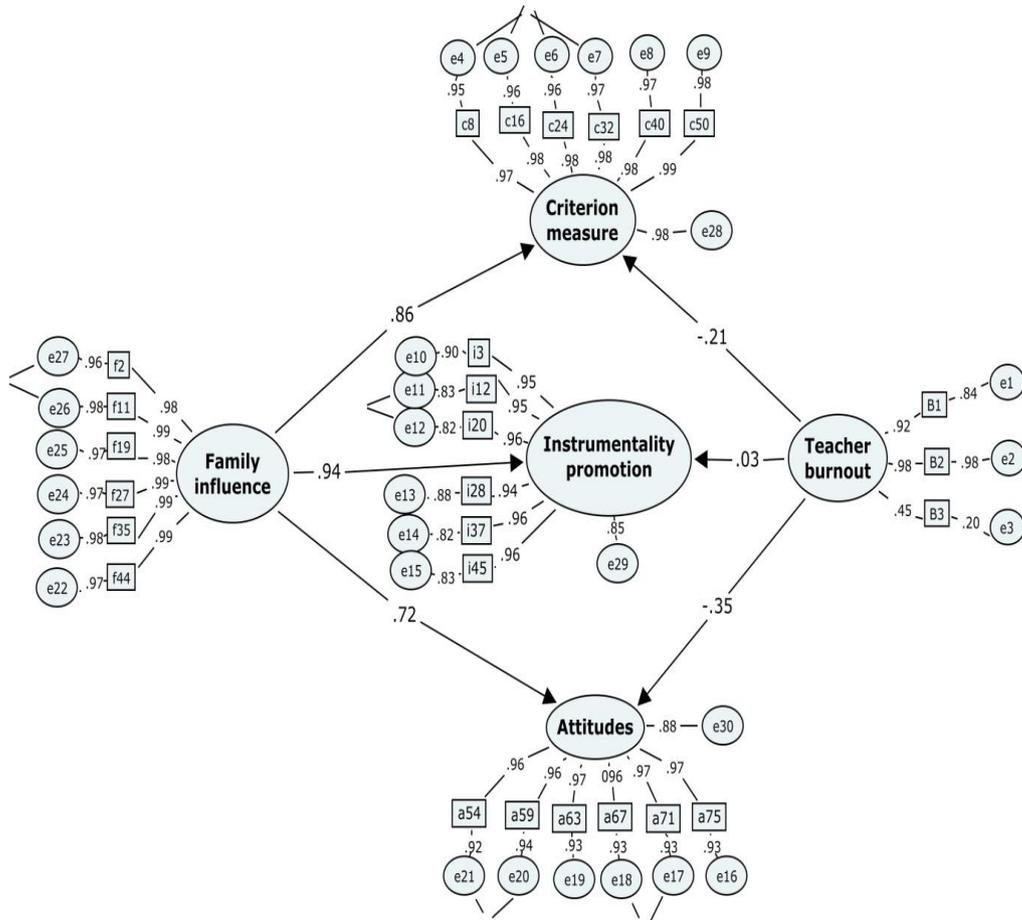 e4 e5 e6 e7 e8 e9
.95 .96 .96 .97 .97 .98
c8 c16 c24 c32 c40 c50
.97 .98 .98 .98 .98 .99
Criterion
measure
.98 e28
.86
-.21
e27 .96 f2 .98
e26 .98 f11 .99
e25 .97 f19 .98
e24 .97 f27 .99
e23 .98 f35 .99
e22 .97 f44 .99
Family
influence
.94
e10 .90 i3 .95
e11 .83 i12 .95
e12 .82 i20 .96
Instrumentality
promotion
e13 .88 i28 .94
e14 .82 i37 .96
e15 .83 i45 .96
.85
e29
.03
Teacher
burnout
.92 B1 .84 e1
.98 B2 .98 e2
.45 B3 .20 e3
.72
-.35
Attitudes
.88 e30
.96 .96 .97 096 .97 .97
a54 a59 a63 a67 a71 a75
.92 .94 .93 .93 .93 .93
e21 e20 e19 e18 e17 e16